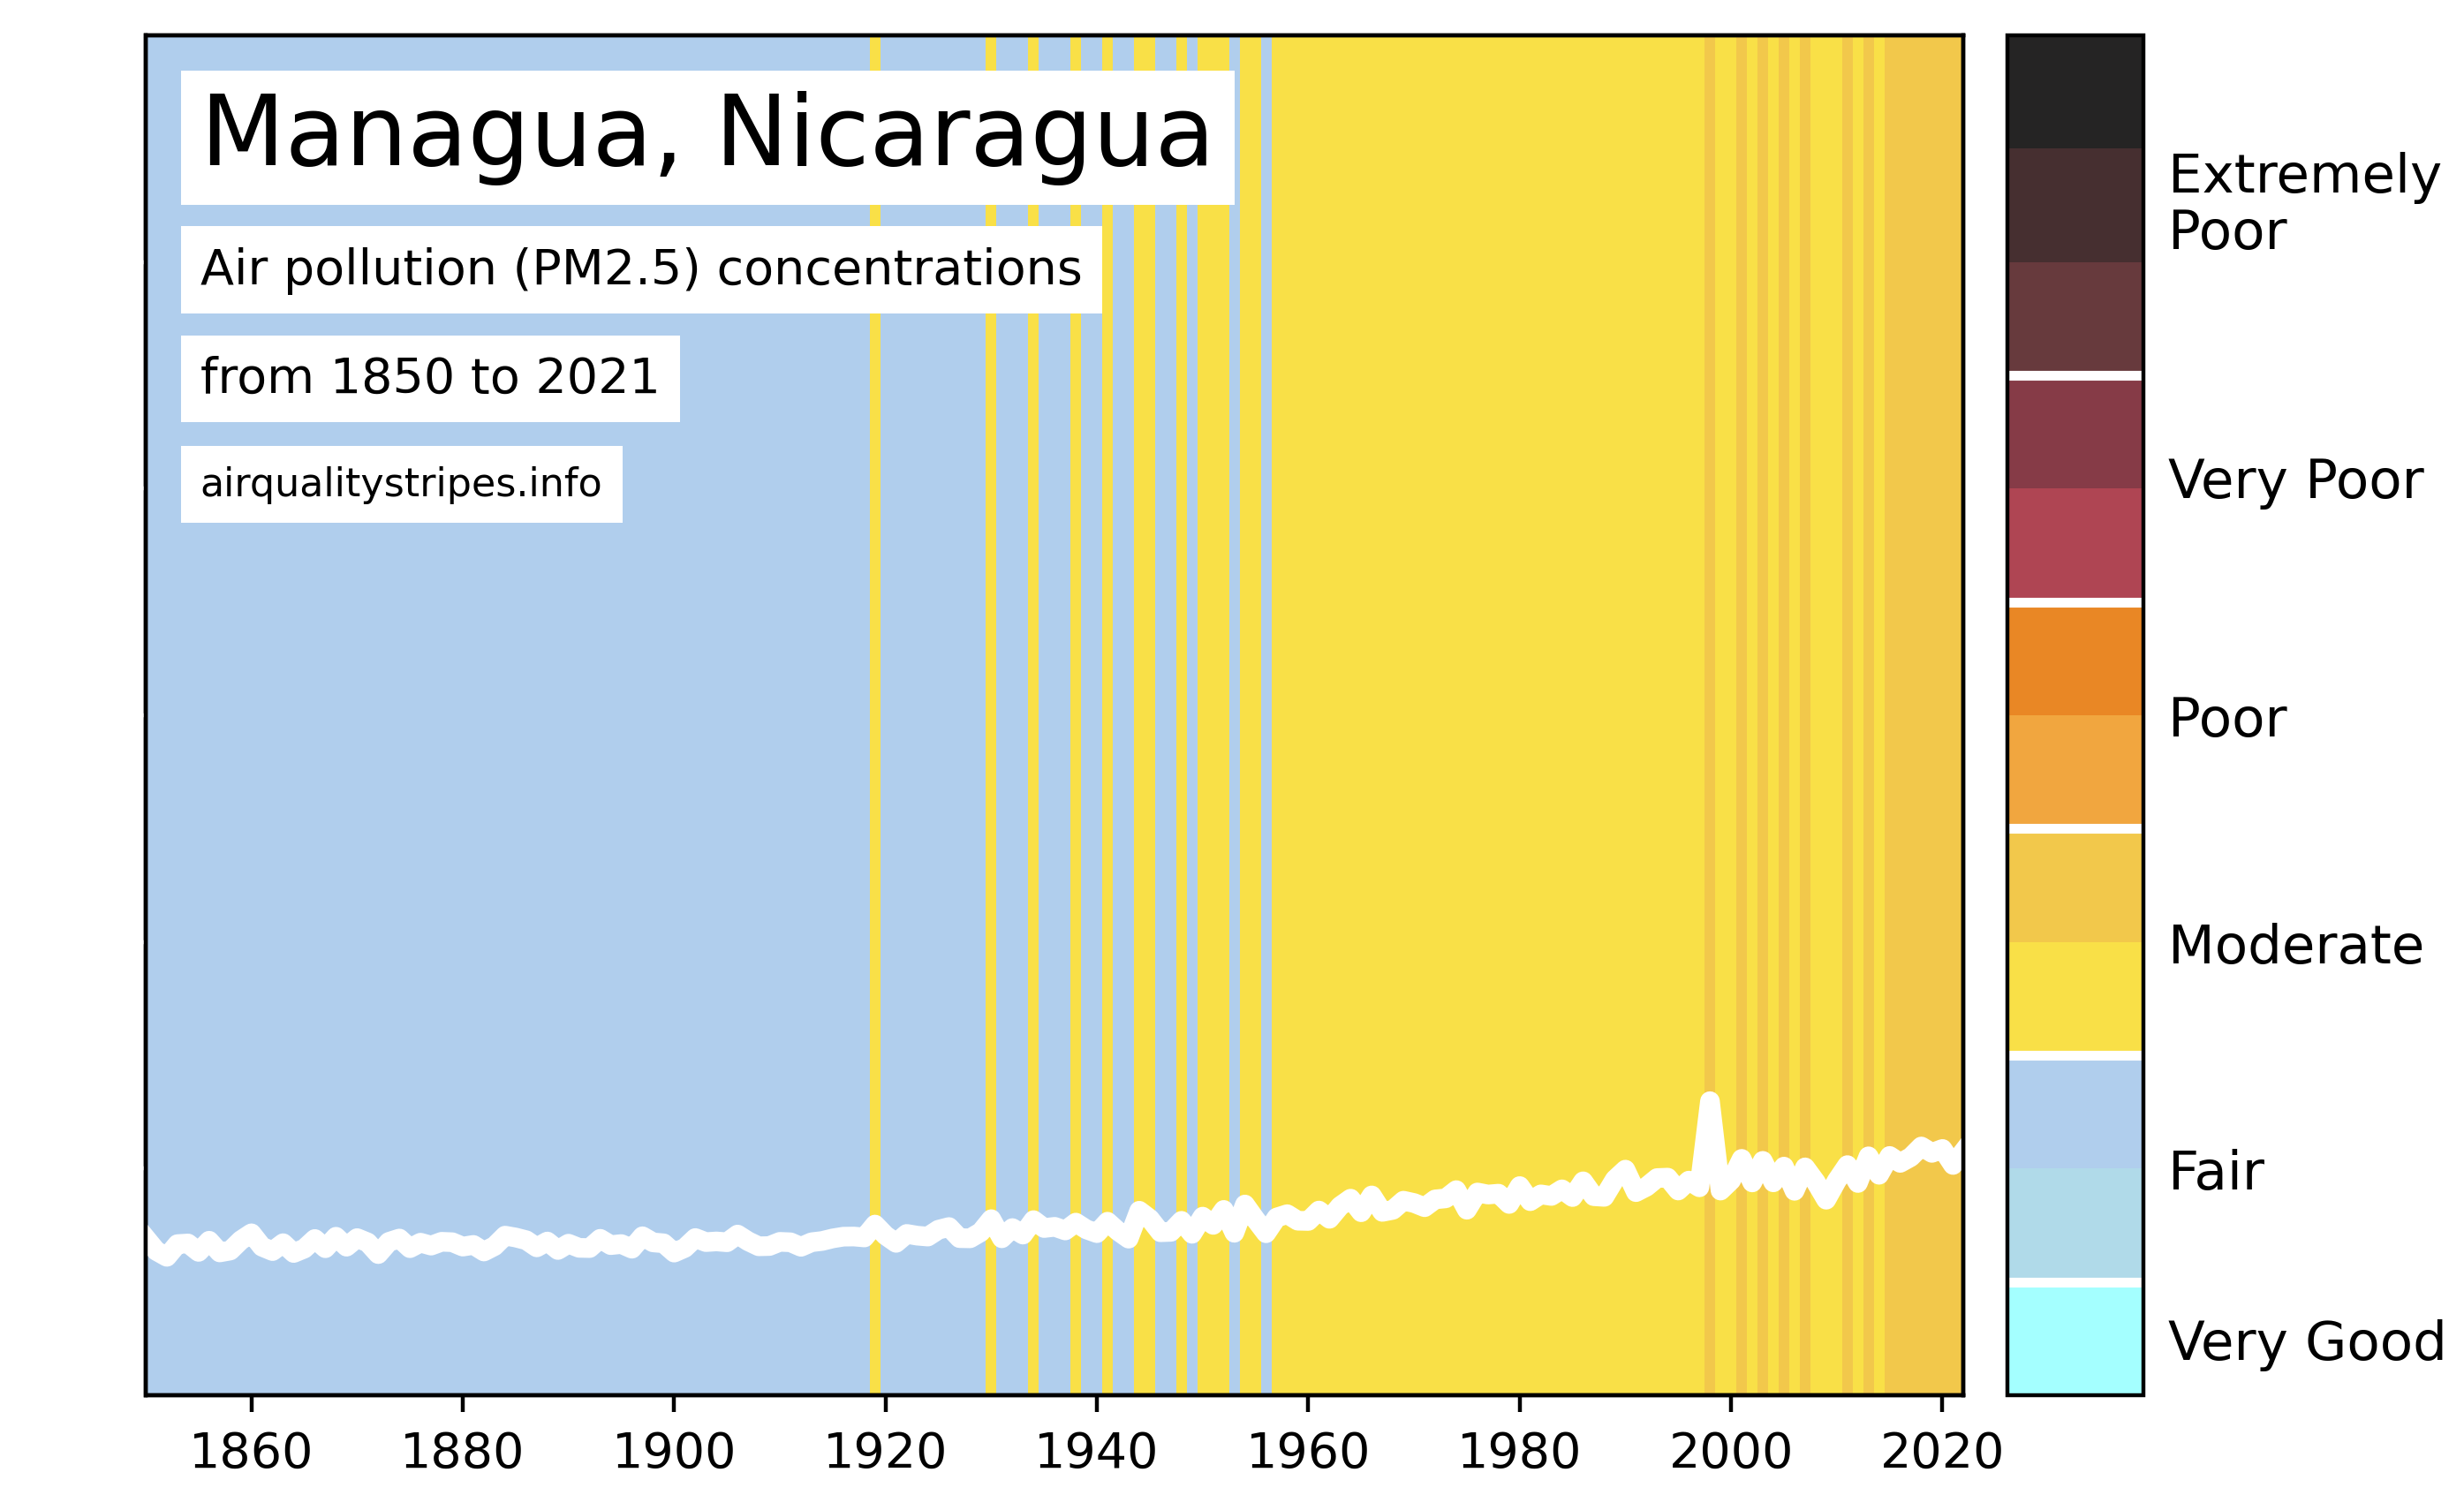 Managua, Nicaragua
Air pollution (PM2.5) concentrations
from 1850 to 2021
airqualitystripes.info
Extremely
Poor
Very Poor
Poor
Moderate
Fair
Very Good
1860 1880 1900 1920 1940 1960 1980 2000 2020